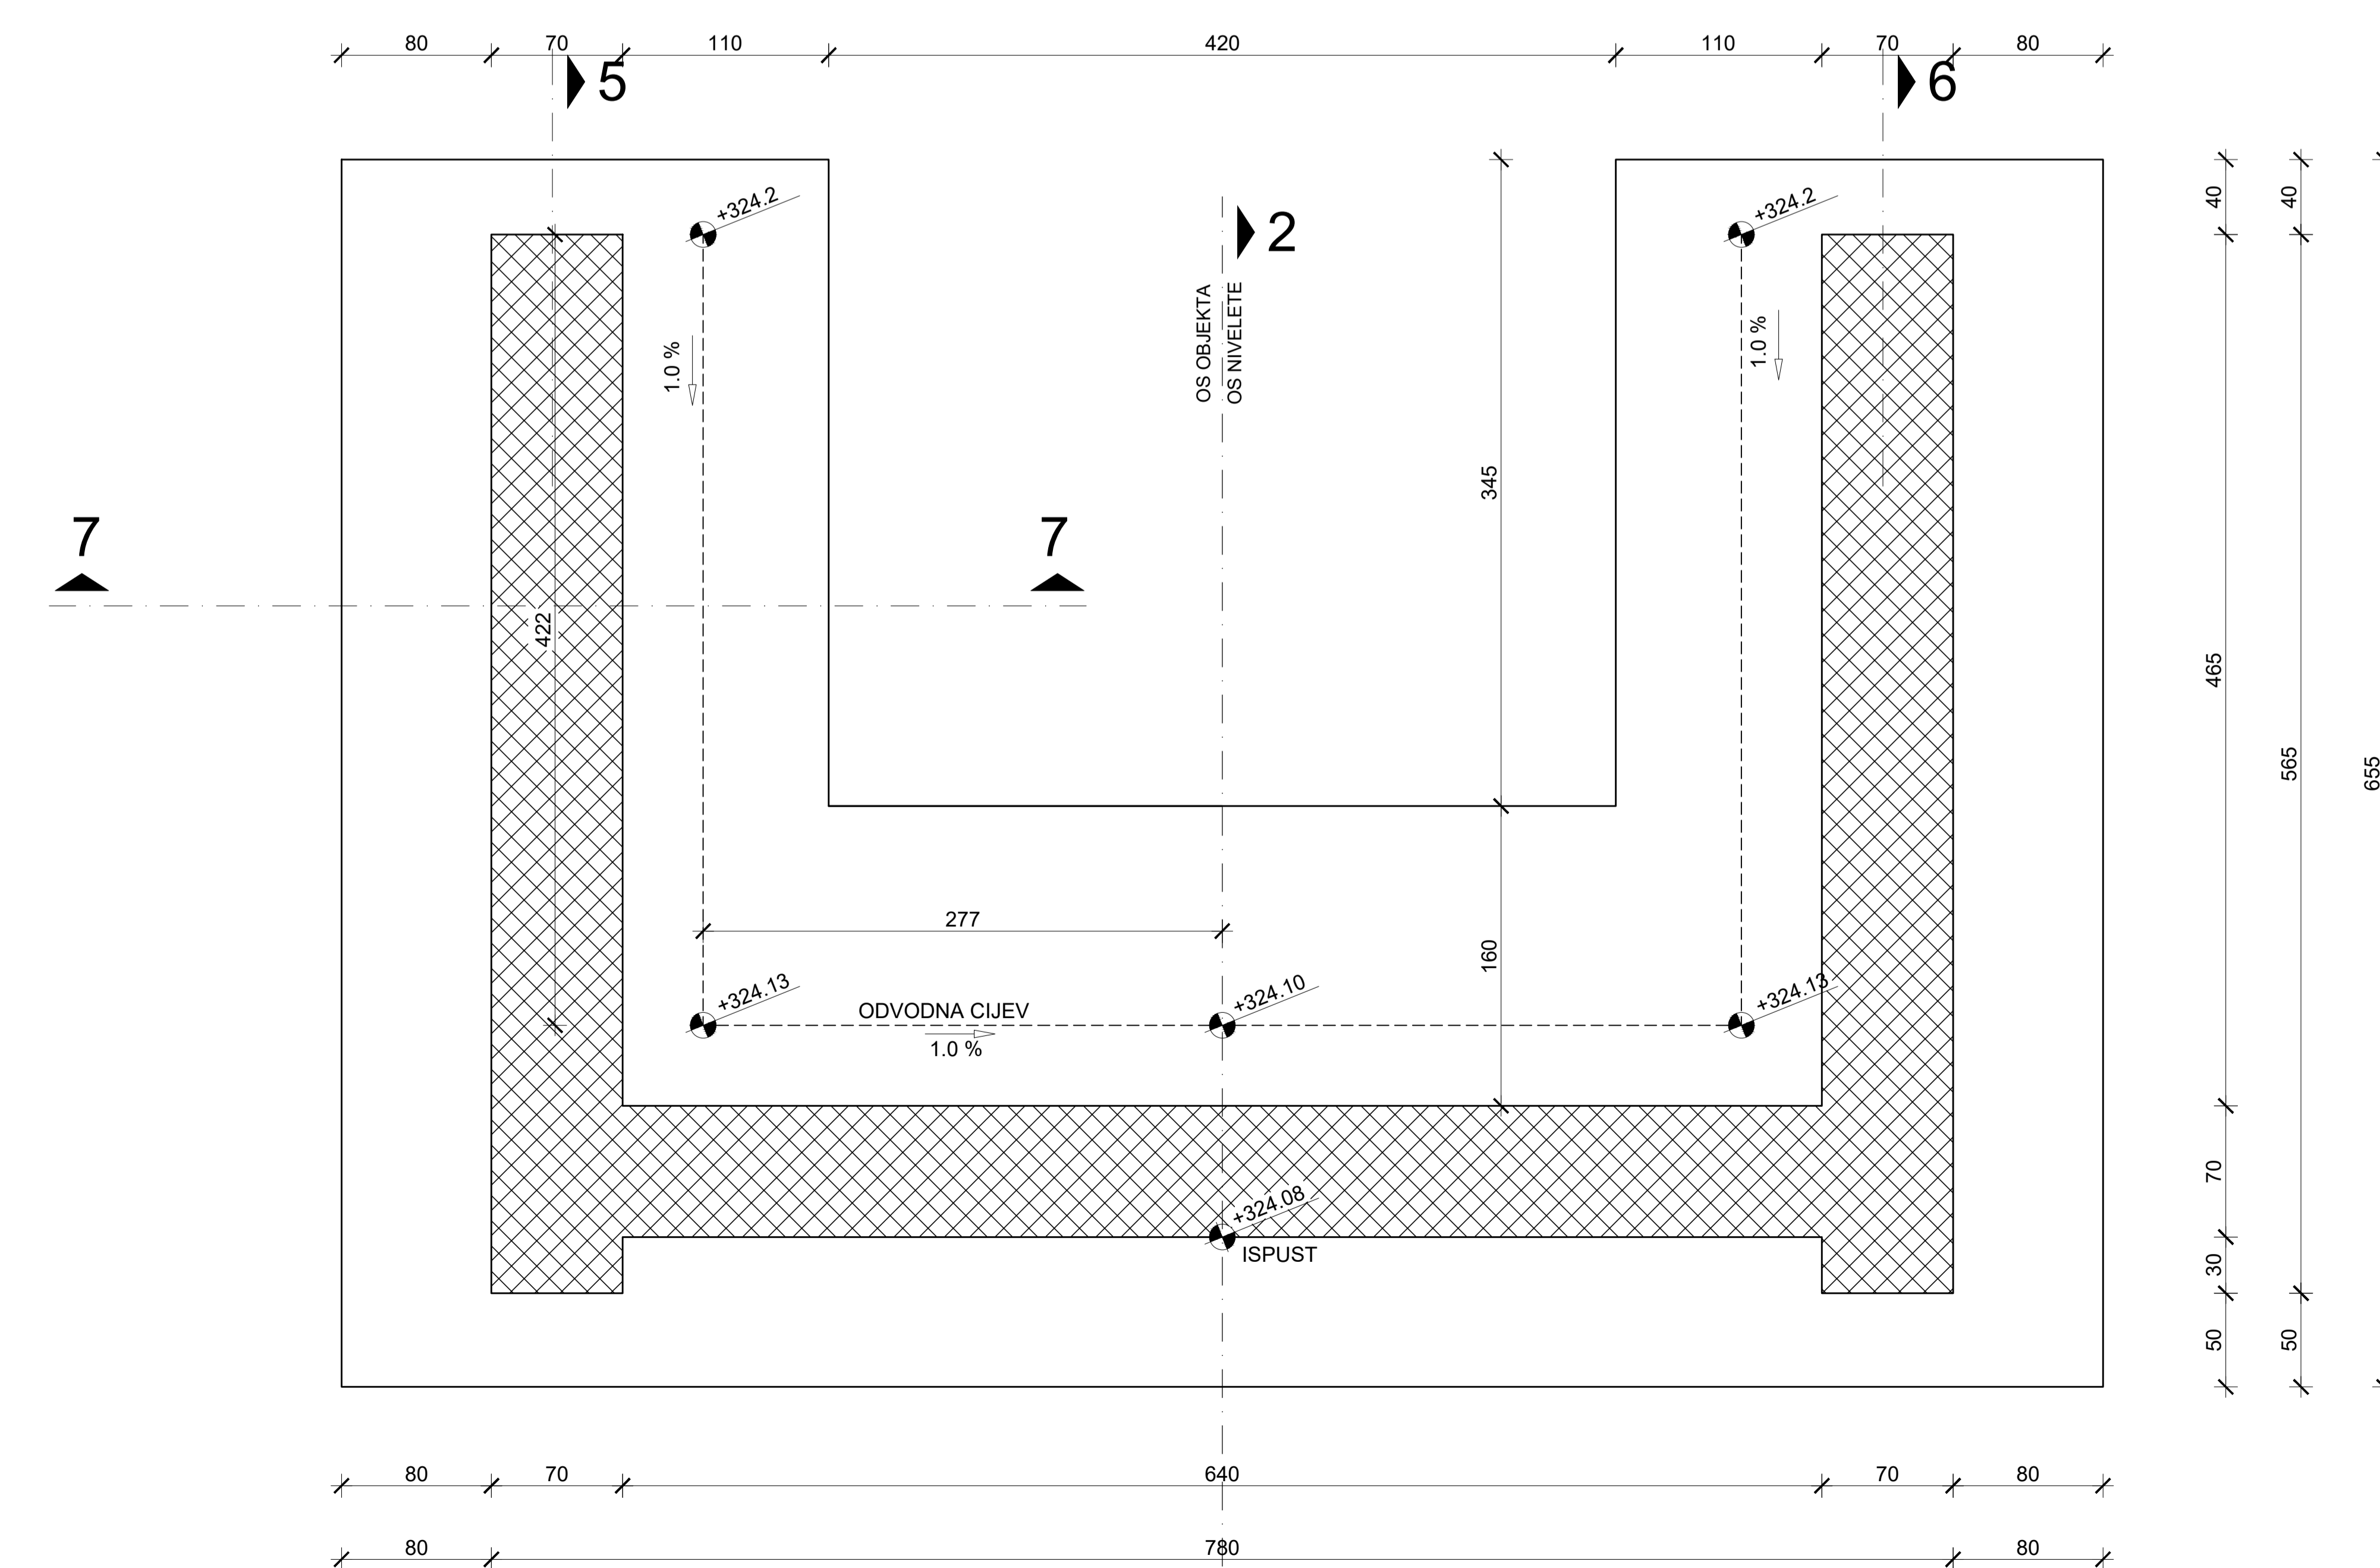 80 70 110 420 110 70 80
5 6
+324.2 +324.2
40 40
2
OS OBJEKTA
OS NIVELETE
1.0 % 1.0 %
345
7 7
422
465
565
655
277
160
+324.13 +324.10 +324.13
ODVODNA CIJEV
1.0 %
70
+324.08
ISPUST
30
50 50
80 70 640 70 80
80 780 80